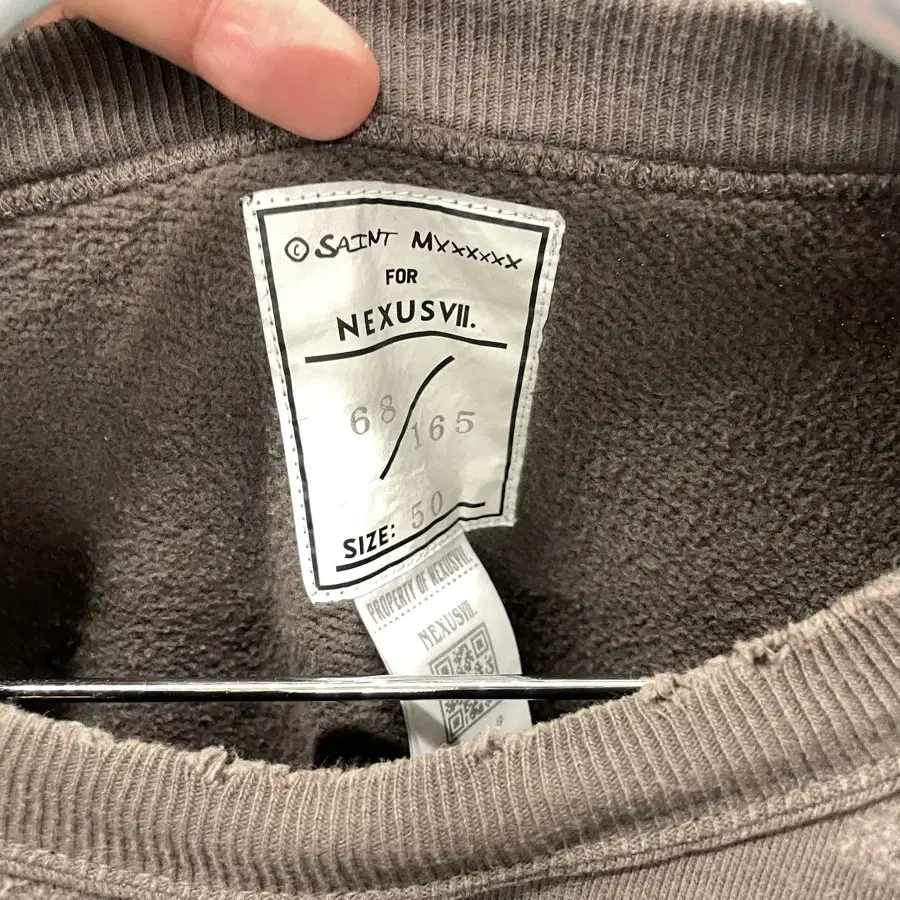 © SAINT MXXXXXX
FOR
NEXUSVII.
68/165
SIZE: 50
PROPERTY OF NEXUSVII.
NEXUSVII.